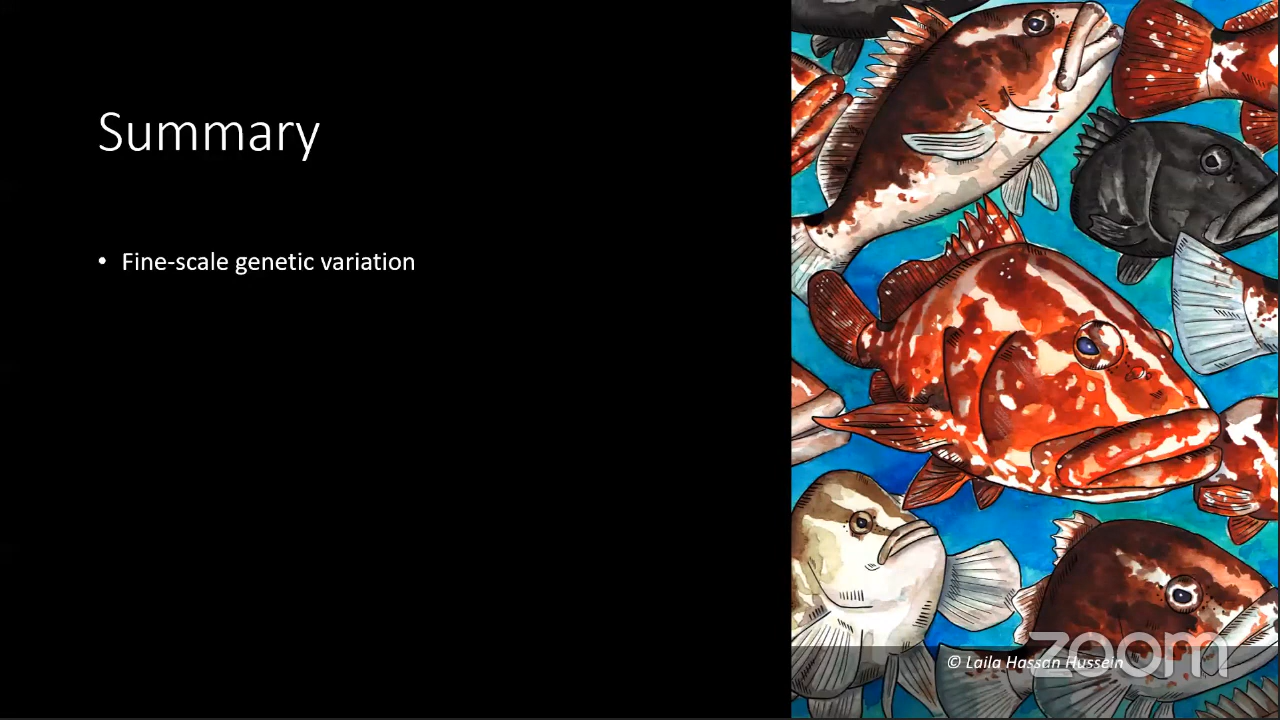 Summary
• Fine-scale genetic variation
© Laila Hassan Hussein
zoom